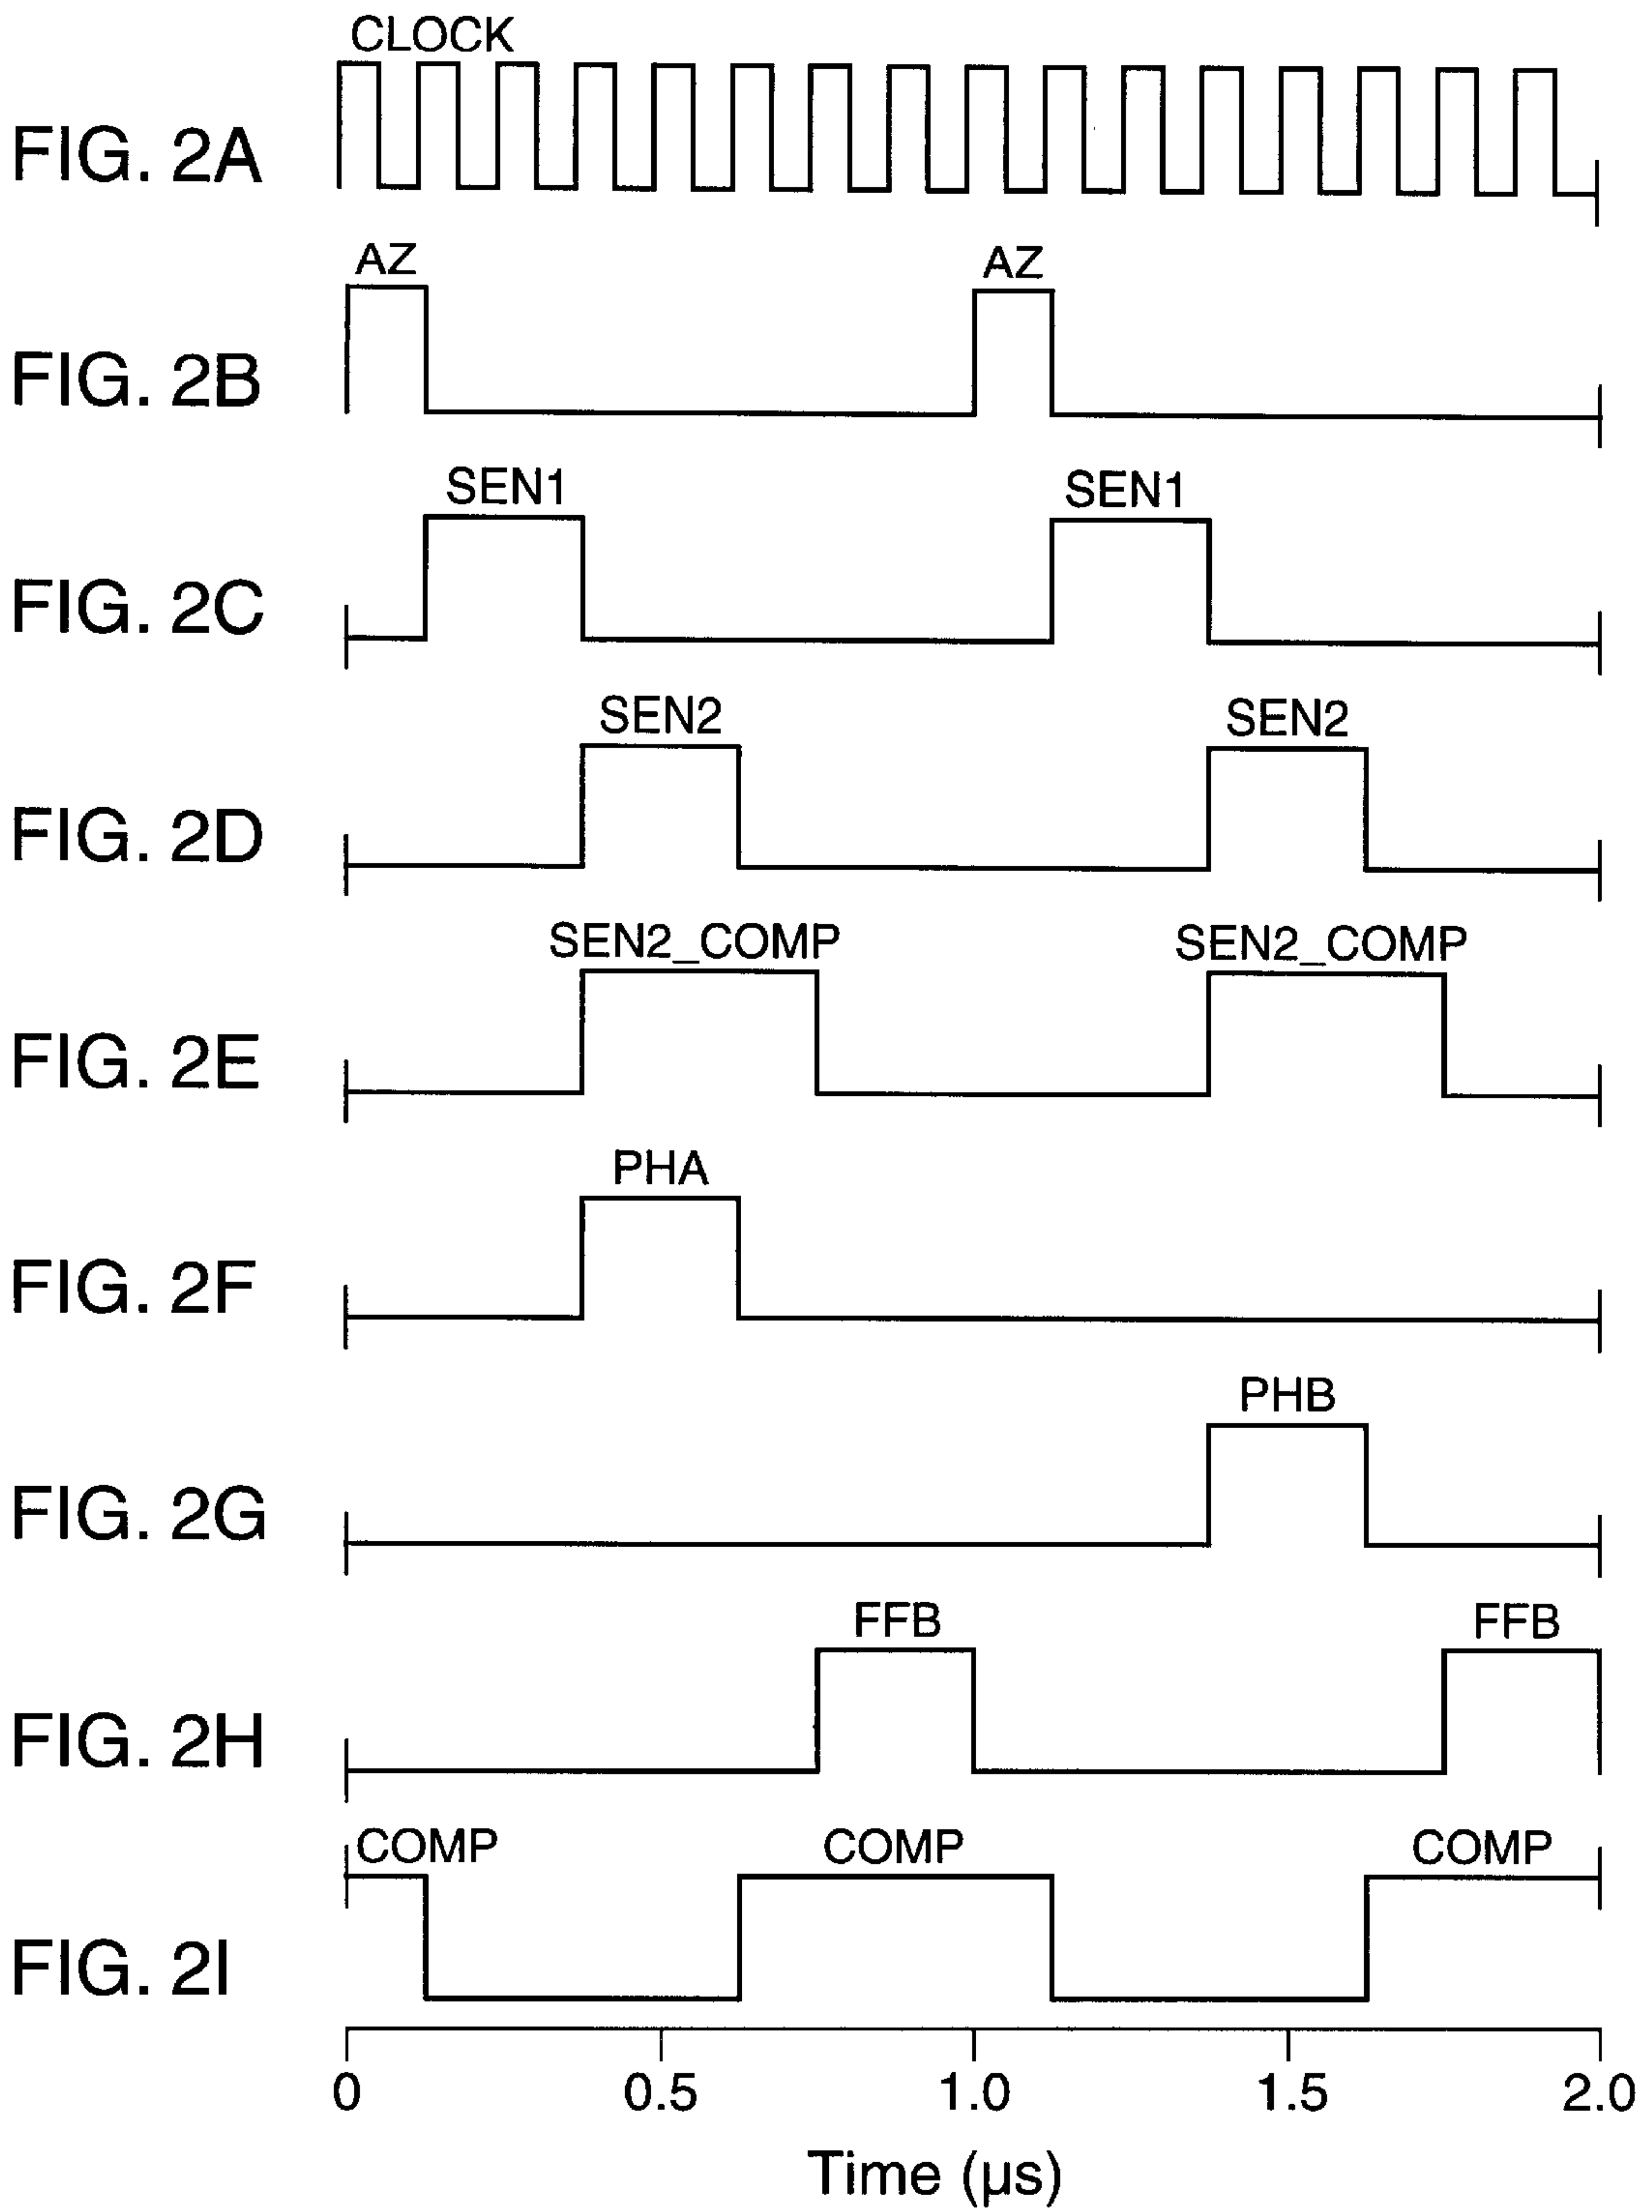 CLOCK
FIG. 2A
AZ AZ
FIG. 2B
SEN1 SEN1
FIG. 2C
SEN2 SEN2
FIG. 2D
SEN2_COMP SEN2_COMP
FIG. 2E
PHA
FIG. 2F
PHB
FIG. 2G
FFB FFB
FIG. 2H
COMP COMP COMP
FIG. 2I
0 0.5 1.0 1.5 2.0
Time (µs)